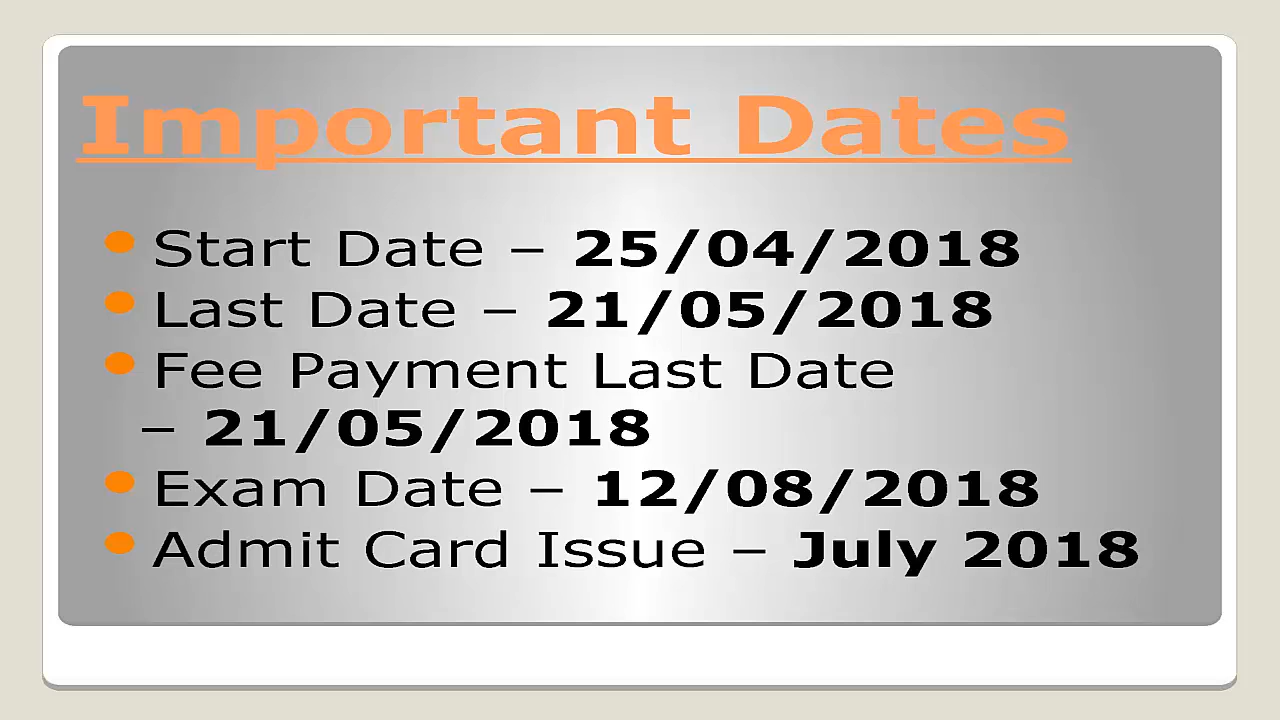 Important Dates
Start Date – 25/04/2018
Last Date – 21/05/2018
Fee Payment Last Date
– 21/05/2018
Exam Date – 12/08/2018
Admit Card Issue – July 2018